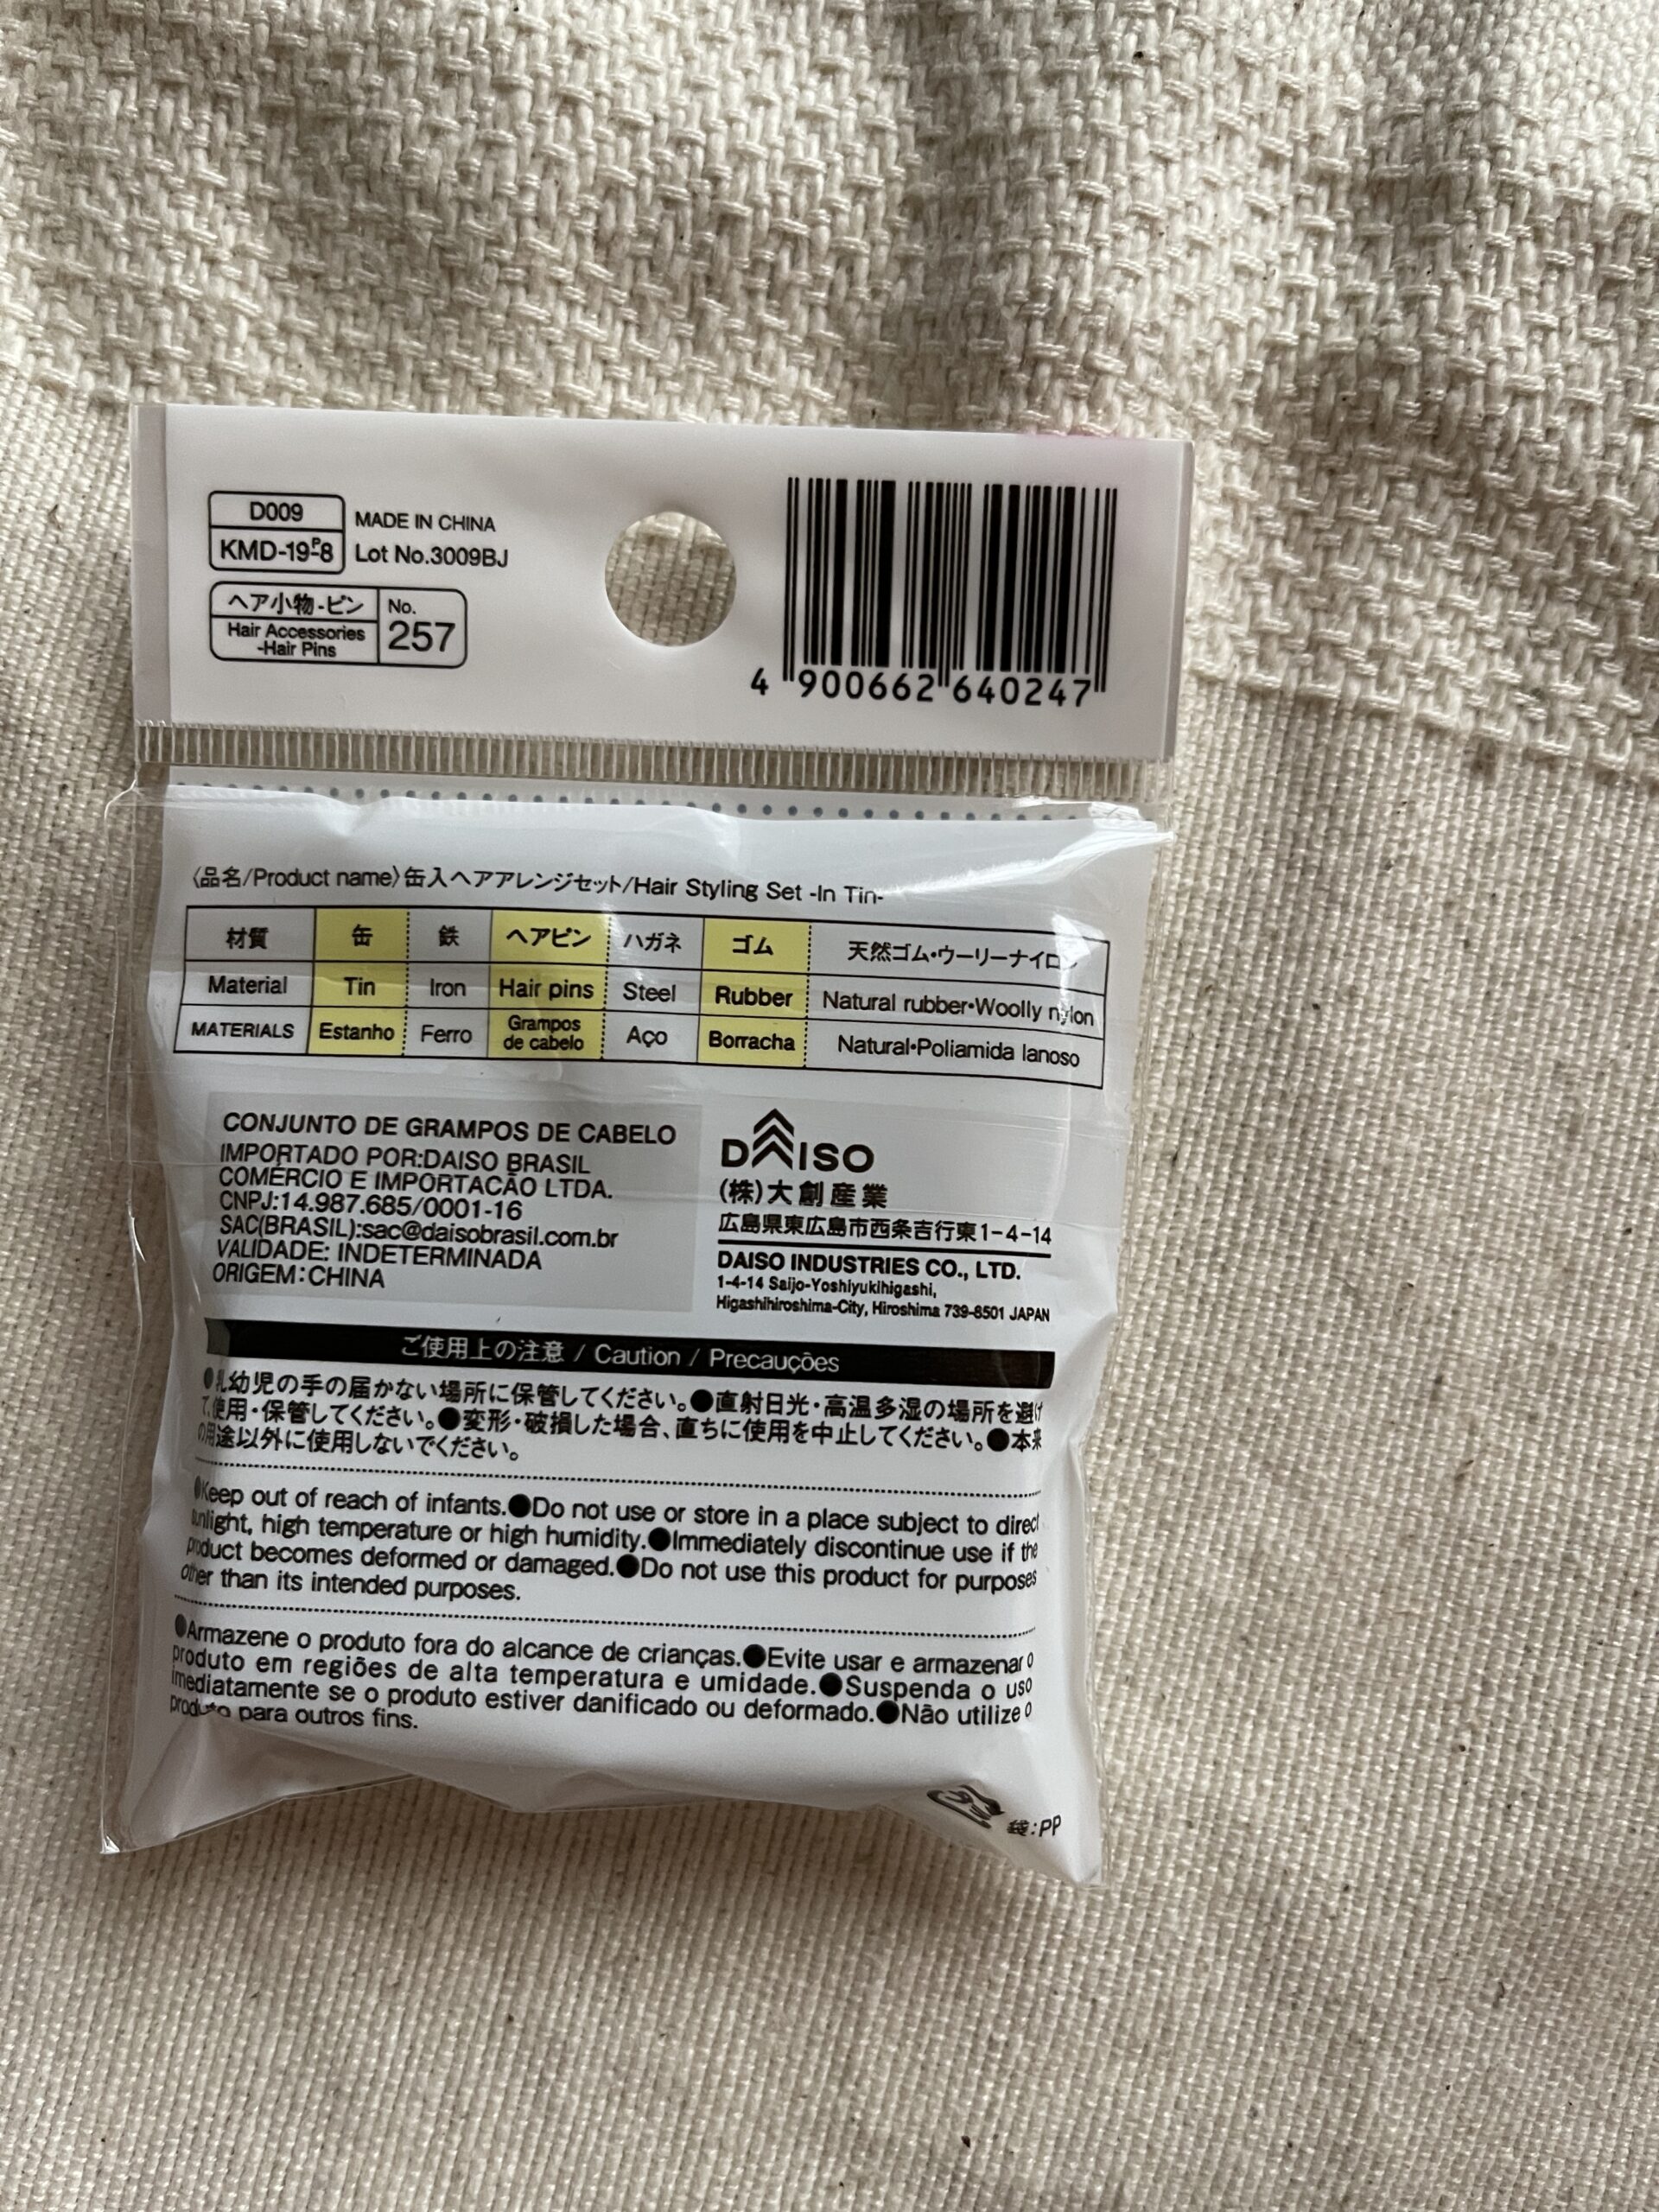 D009
KMD-19-P8
MADE IN CHINA
Lot No.3009BJ
ヘア小物-ピン
Hair Accessories
-Hair Pins
No.
257
4 900662 640247
〈品名/Product name〉缶入ヘアアレンジセット/Hair Styling Set -In Tin-
材質 缶 鉄 ヘアピン ハガネ ゴム 天然ゴム・ウーリーナイロン
Material Tin Iron Hair pins Steel Rubber Natural rubber•Woolly nylon
MATERIALS Estanho Ferro Grampos de cabelo Aço Borracha Natural•Poliamida lanoso
CONJUNTO DE GRAMPOS DE CABELO
IMPORTADO POR:DAISO BRASIL
COMÉRCIO E IMPORTACÃO LTDA.
CNPJ:14.987.685/0001-16
SAC(BRASIL):sac@daisobrasil.com.br
VALIDADE: INDETERMINADA
ORIGEM:CHINA
DAISO
(株)大創産業
広島県東広島市西条吉行東1-4-14
DAISO INDUSTRIES CO., LTD.
1-4-14 Saijo-Yoshiyukihigashi,
Higashihiroshima-City, Hiroshima 739-8501 JAPAN
ご使用上の注意 / Caution / Precauções
●乳幼児の手の届かない場所に保管してください。●直射日光・高温多湿の場所を避け
て使用・保管してください。●変形・破損した場合、直ちに使用を中止してください。●本来
の用途以外に使用しないでください。
●Keep out of reach of infants.●Do not use or store in a place subject to direct
sunlight, high temperature or high humidity.●Immediately discontinue use if the
product becomes deformed or damaged.●Do not use this product for purposes
other than its intended purposes.
●Armazene o produto fora do alcance de crianças.●Evite usar e armazenar o
produto em regiões de alta temperatura e umidade.●Suspenda o uso
imediatamente se o produto estiver danificado ou deformado.●Não utilize o
produto para outros fins.
袋:PP